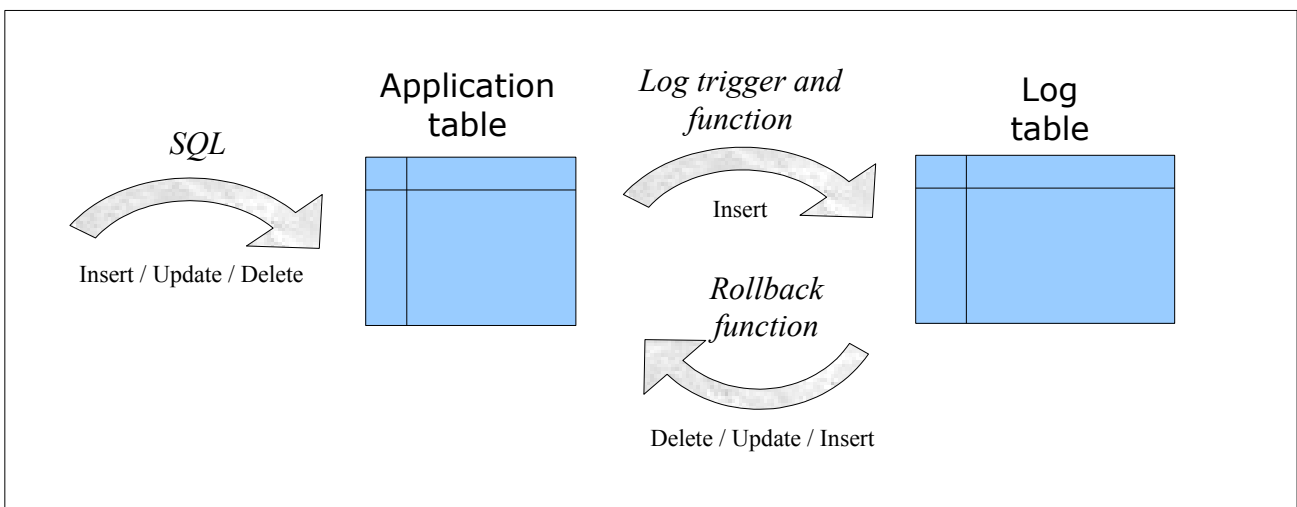 SQL
Insert / Update / Delete
Application
table
Log trigger and
function
Insert
Rollback
function
Delete / Update / Insert
Log
table